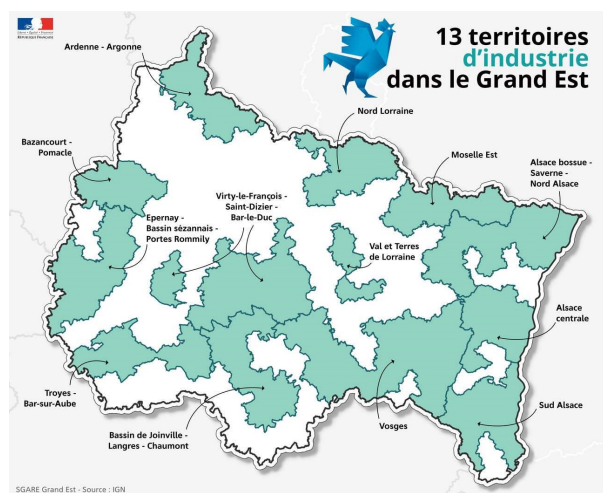 13 territoires
d'industrie
dans le Grand Est
RÉPUBLIQUE FRANÇAISE
Ardenne - Argonne
Nord Lorraine
Moselle Est
Bazancourt -
Pomacle
Alsace bossue -
Saverne -
Nord Alsace
Virty-le-François -
Saint-Dizier -
Bar-le-Duc
Epernay -
Bassin sézannais -
Portes Rommily
Val et Terres
de Lorraine
Alsace
centrale
Troyes -
Bar-sur-Aube
Bassin de Joinville -
Langres - Chaumont
Vosges
Sud Alsace
SGARE Grand Est - Source : IGN